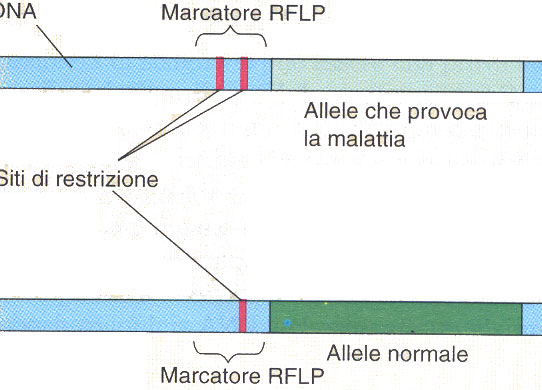 DNA
Marcatore RFLP
Allele che provoca
la malattia
Siti di restrizione
Allele normale
Marcatore RFLP